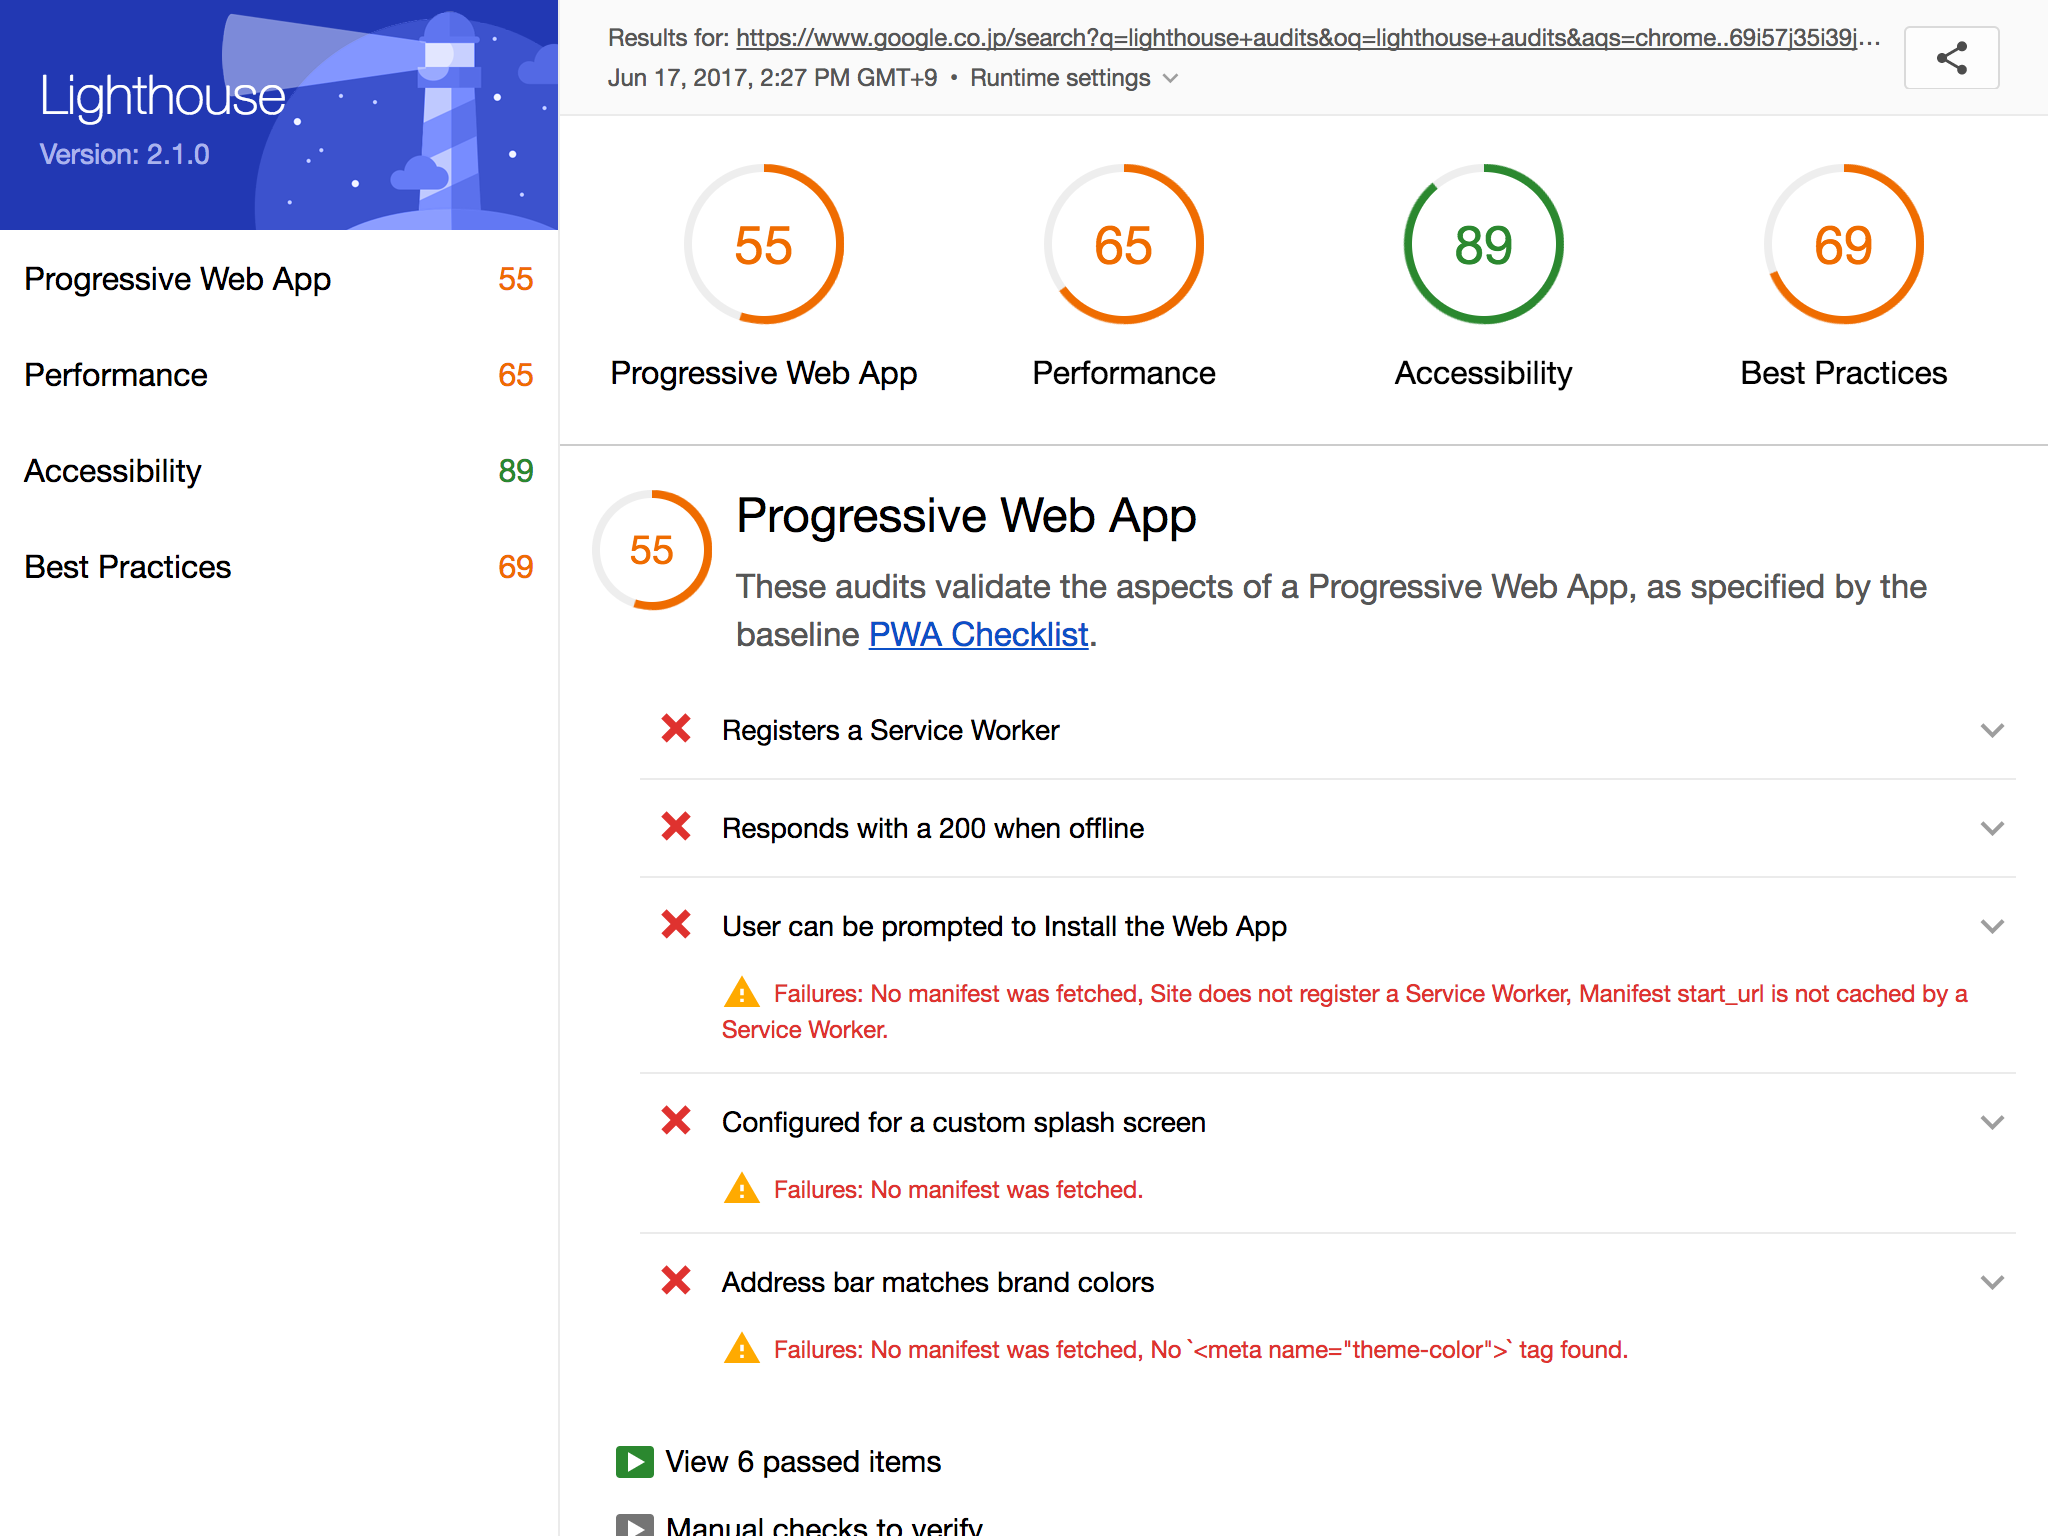 Lighthouse
Version: 2.1.0
Progressive Web App 55
Performance 65
Accessibility 89
Best Practices 69
Results for: https://www.google.co.jp/search?q=lighthouse+audits&oq=lighthouse+audits&aqs=chrome..69i57j35i39j...
Jun 17, 2017, 2:27 PM GMT+9 • Runtime settings
55 65 89 69
Progressive Web App Performance Accessibility Best Practices
55
Progressive Web App
These audits validate the aspects of a Progressive Web App, as specified by the
baseline PWA Checklist.
Registers a Service Worker
Responds with a 200 when offline
User can be prompted to Install the Web App
Failures: No manifest was fetched, Site does not register a Service Worker, Manifest start_url is not cached by a
Service Worker.
Configured for a custom splash screen
Failures: No manifest was fetched.
Address bar matches brand colors
Failures: No manifest was fetched, No `<meta name="theme-color">` tag found.
View 6 passed items
Manual checks to verify